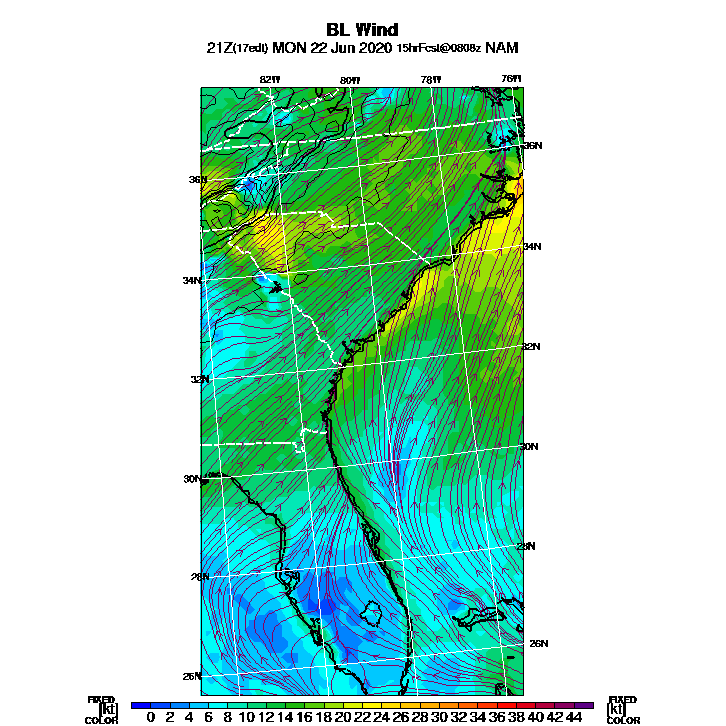 BL Wind
21Z(17edt) MON 22 Jun 2020 15hrFcst@0808z NAM
82W 80W 78W 76W
36N
36N
34N
34N
32N
32N
30N
30N
28N
28N
26N
26N
FIXED FIXED
[kt] 0 2 4 6 8 10 12 14 16 18 20 22 24 26 28 30 32 34 36 38 40 42 44 [kt]
COLOR COLOR